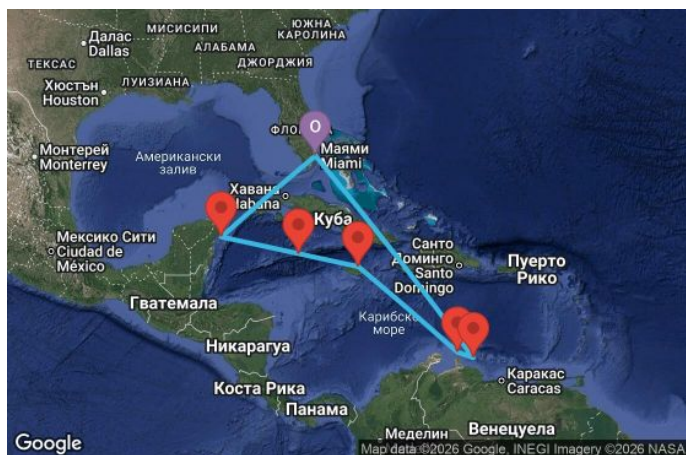 Далас
Dallas
МИСИСИПИ
ЮЖНА
КАРОЛИНА
АЛАБАМА
ТЕКСАС
ДЖОРДЖИЯ
Хюстън
Houston
ЛУИЗИАНА
O
Монтерей
Monterrey
Американски
залив
Маями
Miami
Хавана
Куба
Мексико Сити
Ciudad de
México
Санто
Доминго
Santo
Domingo
Пуерто
Рико
Гватемала
Карибско
море
Никарагуа
Коста Рика
Каракас
Caracas
Панама
Венецуела
Меделин
Google
Map data ©2026 Google, INEGI Imagery ©2026 NASA